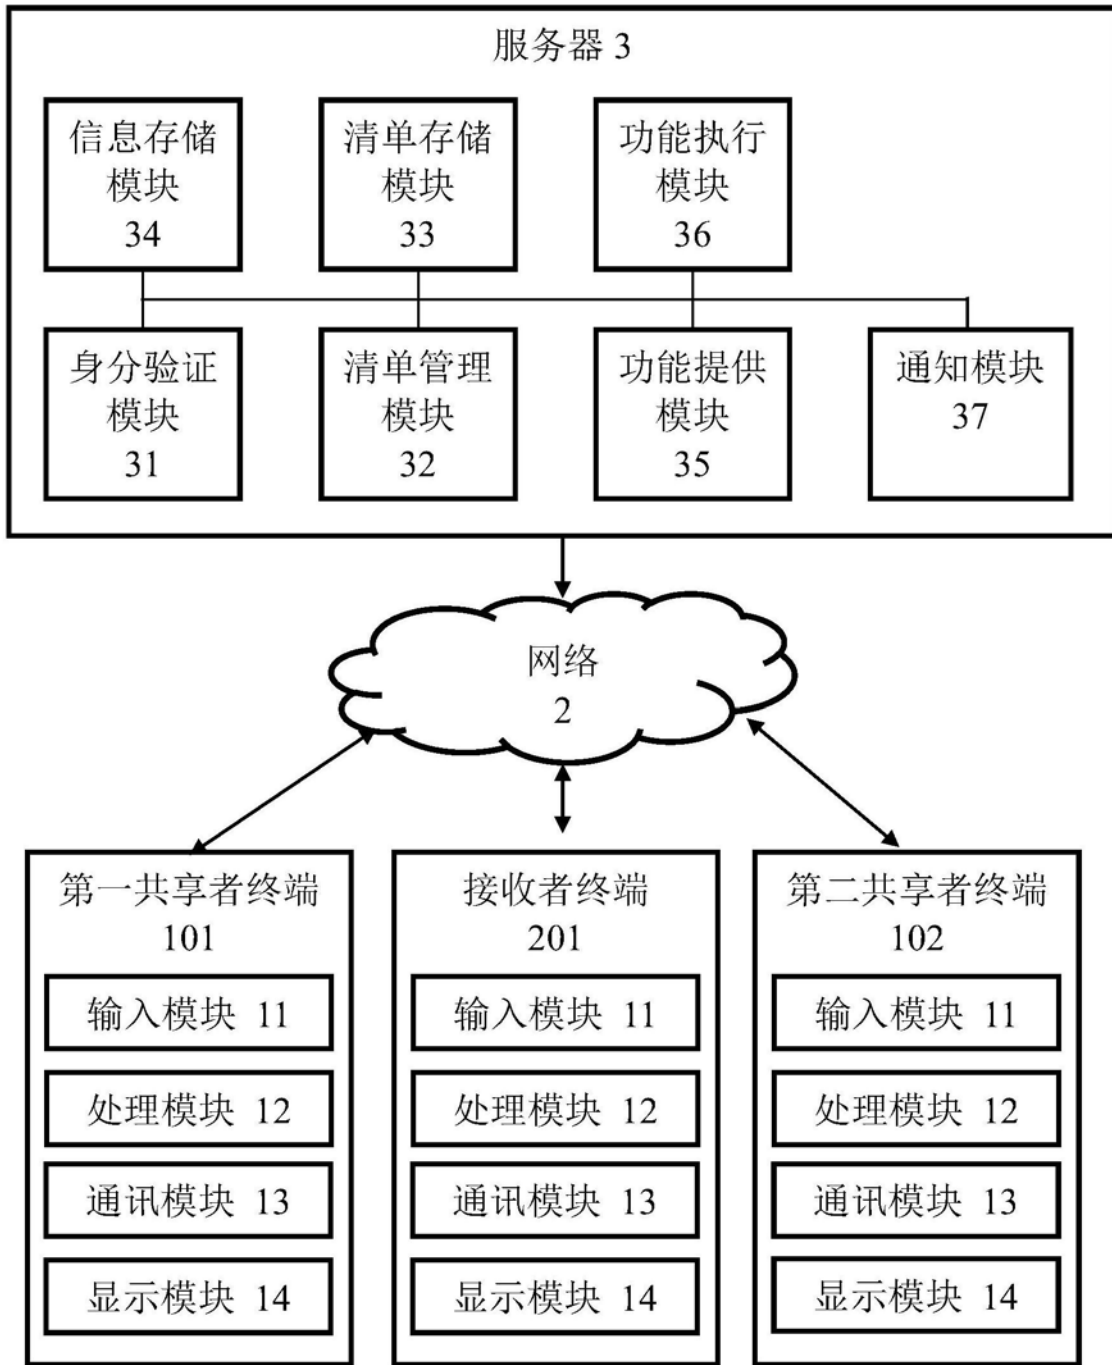 服务器 3
信息存储
模块
34
清单存储
模块
33
功能执行
模块
36
身分验证
模块
31
清单管理
模块
32
功能提供
模块
35
通知模块
37
网络
2
第一共享者终端
101
输入模块 11
处理模块 12
通讯模块 13
显示模块 14
接收者终端
201
输入模块 11
处理模块 12
通讯模块 13
显示模块 14
第二共享者终端
102
输入模块 11
处理模块 12
通讯模块 13
显示模块 14